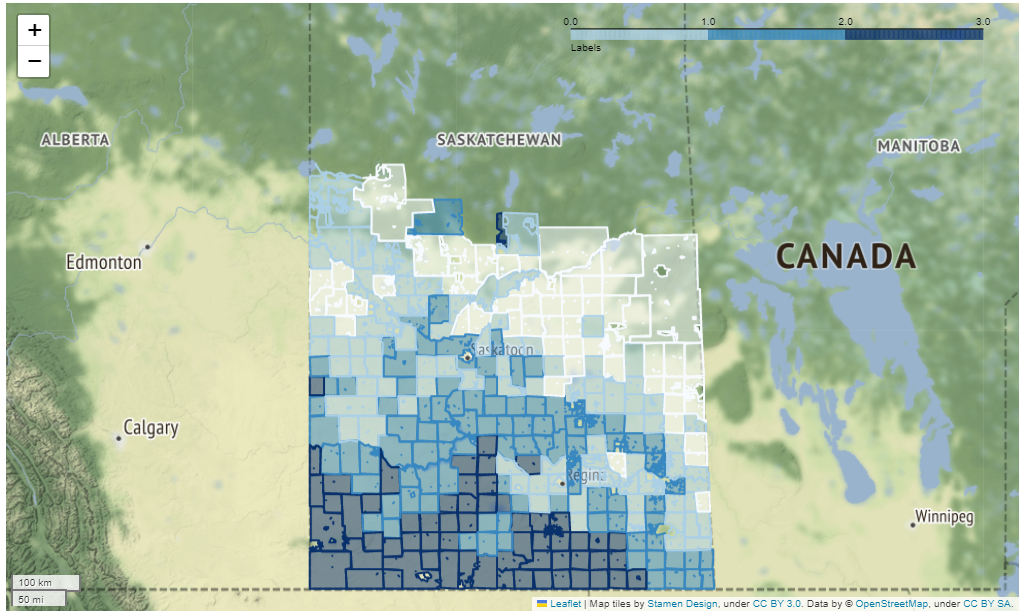 +
−
0.0 1.0 2.0 3.0
Labels
ALBERTA
SASKATCHEWAN
MANITOBA
CANADA
Edmonton
Saskatoon
Calgary
Regina
Winnipeg
100 km
50 mi
Leaflet | Map tiles by Stamen Design, under CC BY 3.0. Data by © OpenStreetMap, under CC BY SA.